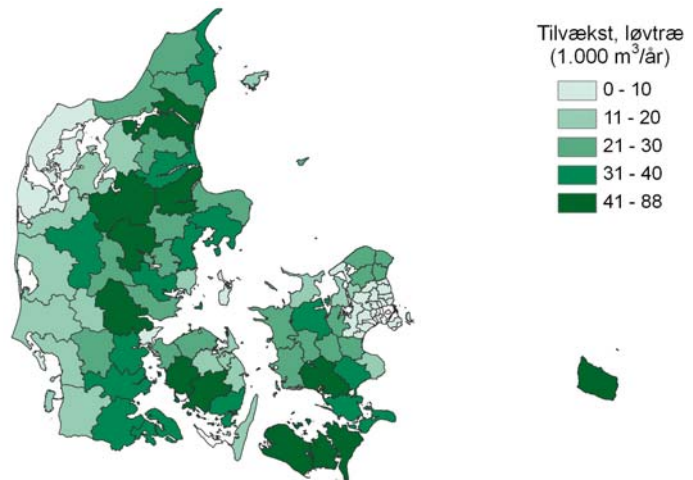 Tilvækst, løvtræ
(1.000 m³/år)
0 - 10
11 - 20
21 - 30
31 - 40
41 - 88